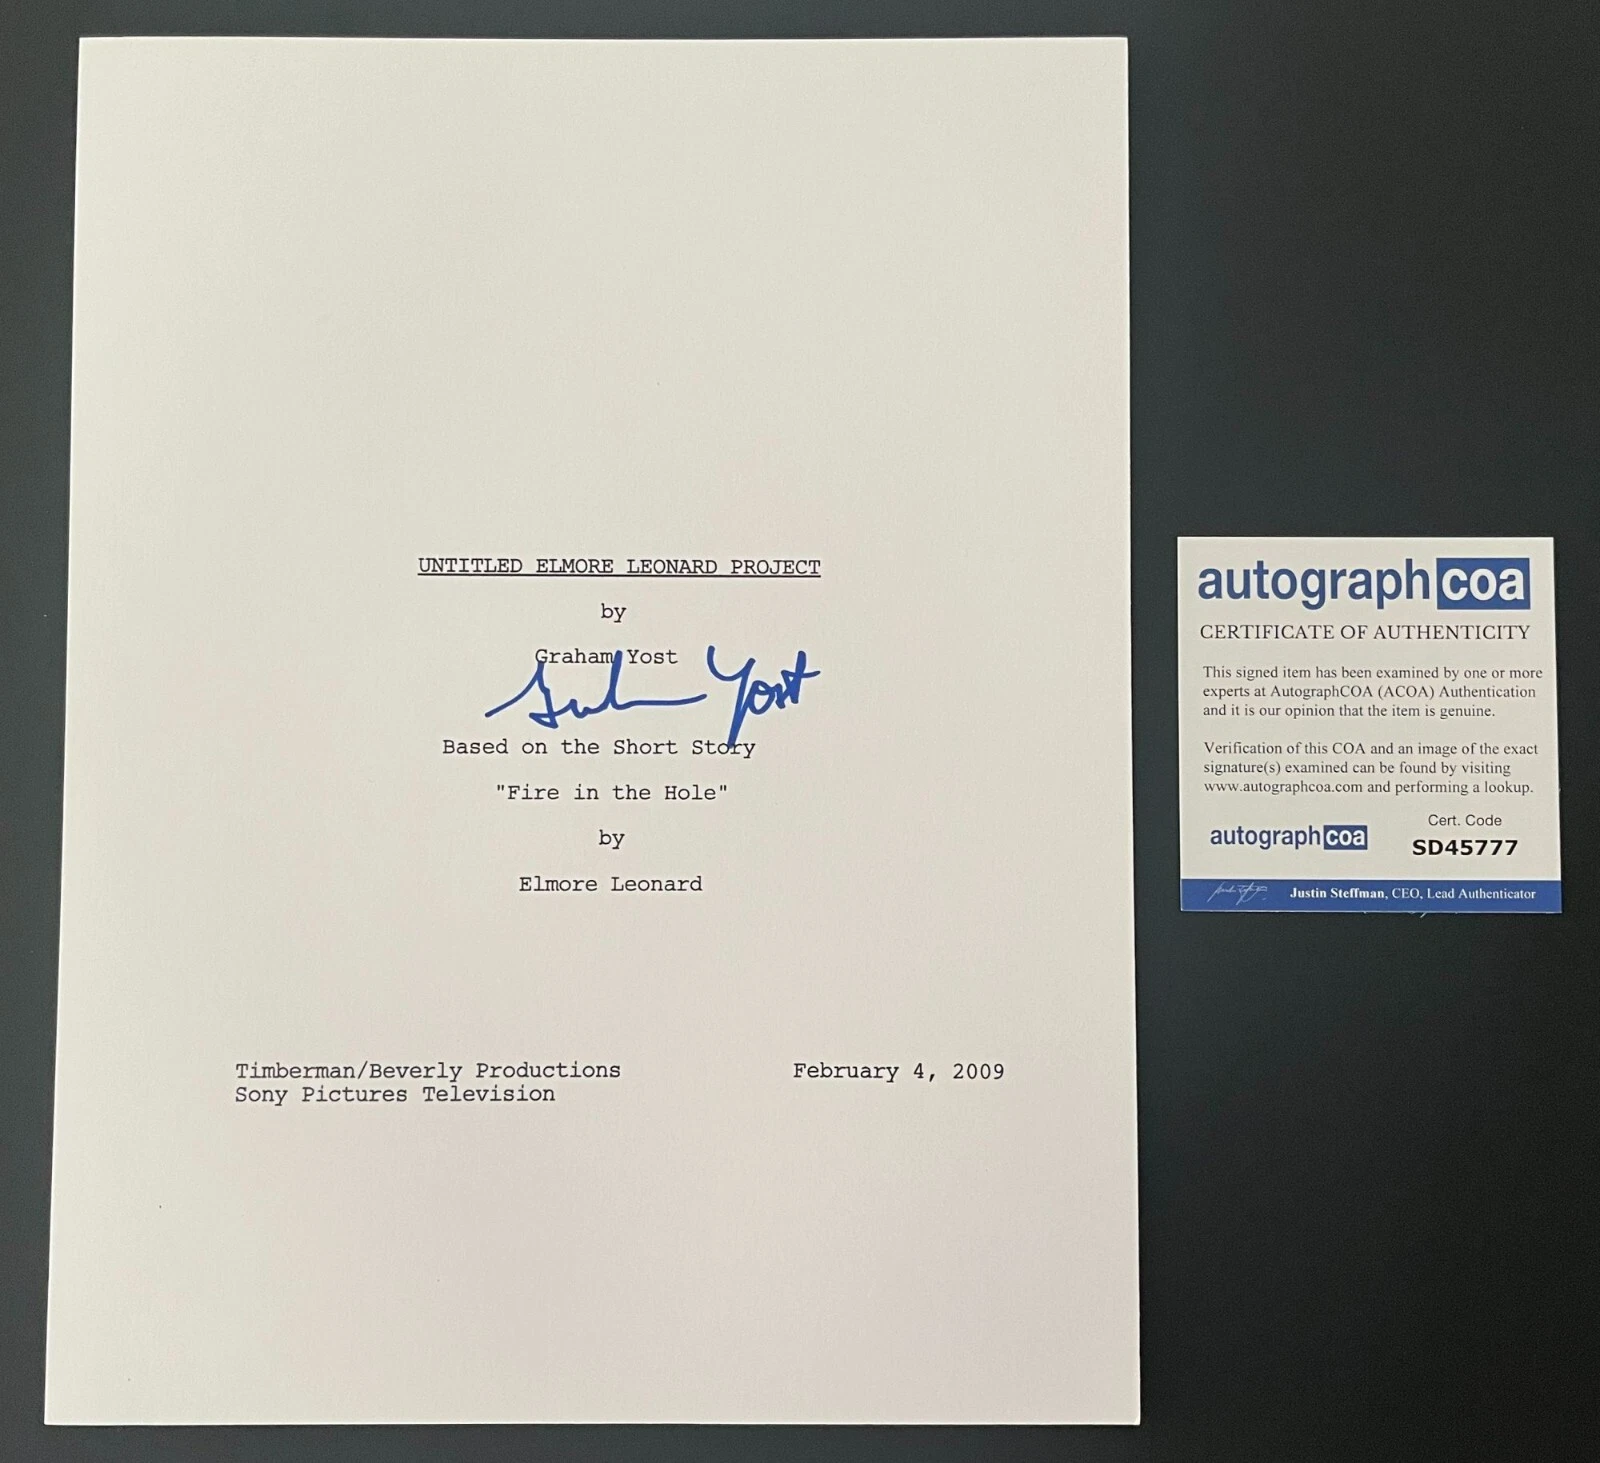 UNTITLED ELMORE LEONARD PROJECT
by
Graham Yost
Graham Yost
Based on the Short Story
"Fire in the Hole"
by
Elmore Leonard
Timberman/Beverly Productions
Sony Pictures Television
February 4, 2009
autographcoa
CERTIFICATE OF AUTHENTICITY
This signed item has been examined by one or more
experts at AutographCOA (ACOA) Authentication
and it is our opinion that the item is genuine.
Verification of this COA and an image of the exact
signature(s) examined can be found by visiting
www.autographcoa.com and performing a lookup.
autographcoa
Cert. Code
SD45777
Justin Steffman, CEO, Lead Authenticator